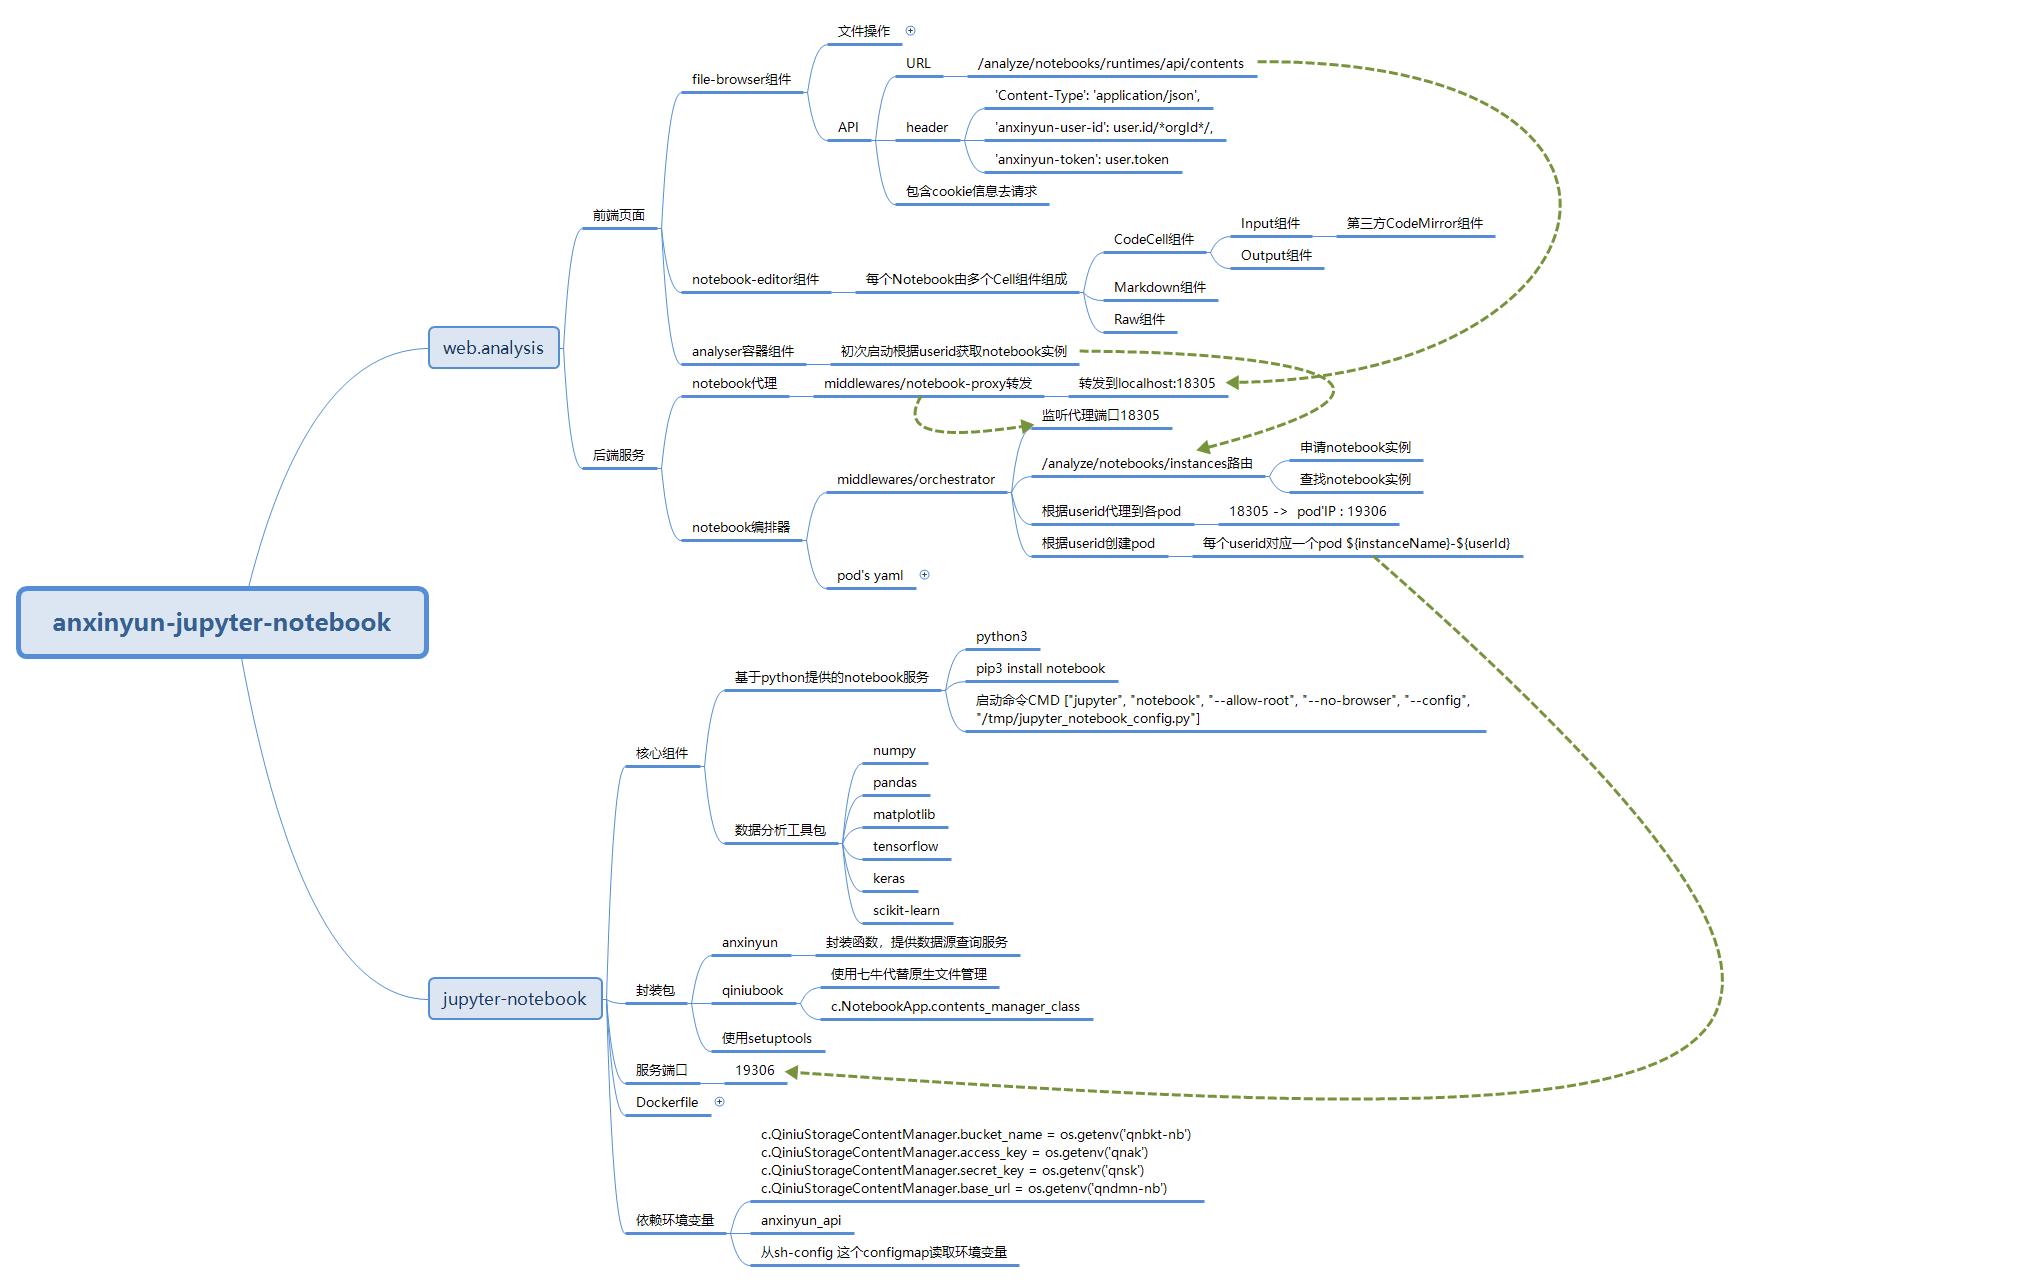 anxinyun-jupyter-notebook
web.analysis
前端页面
file-browser组件
文件操作
API
URL
/analyze/notebooks/runtimes/api/contents
header
'Content-Type': 'application/json',
'anxinyun-user-id': user.id/*orgId*/,
'anxinyun-token': user.token
包含cookie信息去请求
notebook-editor组件
每个Notebook由多个Cell组件组成
CodeCell组件
Input组件
第三方CodeMirror组件
Output组件
Markdown组件
Raw组件
analyser容器组件
初次启动根据userid获取notebook实例
后端服务
notebook代理
middlewares/notebook-proxy转发
转发到localhost:18305
notebook编排器
middlewares/orchestrator
监听代理端口18305
/analyze/notebooks/instances路由
申请notebook实例
查找notebook实例
根据userid代理到各pod
18305 -> pod'IP : 19306
根据userid创建pod
每个userid对应一个pod ${instanceName}-${userId}
pod's yaml
jupyter-notebook
核心组件
基于python提供的notebook服务
python3
pip3 install notebook
启动命令CMD ["jupyter", "notebook", "--allow-root", "--no-browser", "--config",
"/tmp/jupyter_notebook_config.py"]
数据分析工具包
numpy
pandas
matplotlib
tensorflow
keras
scikit-learn
封装包
anxinyun
封装函数，提供数据源查询服务
qiniubook
使用七牛代替原生文件管理
c.NotebookApp.contents_manager_class
使用setuptools
服务端口
19306
Dockerfile
依赖环境变量
c.QiniuStorageContentManager.bucket_name = os.getenv('qnbkt-nb')
c.QiniuStorageContentManager.access_key = os.getenv('qnak')
c.QiniuStorageContentManager.secret_key = os.getenv('qnsk')
c.QiniuStorageContentManager.base_url = os.getenv('qndmn-nb')
anxinyun_api
从sh-config 这个configmap读取环境变量